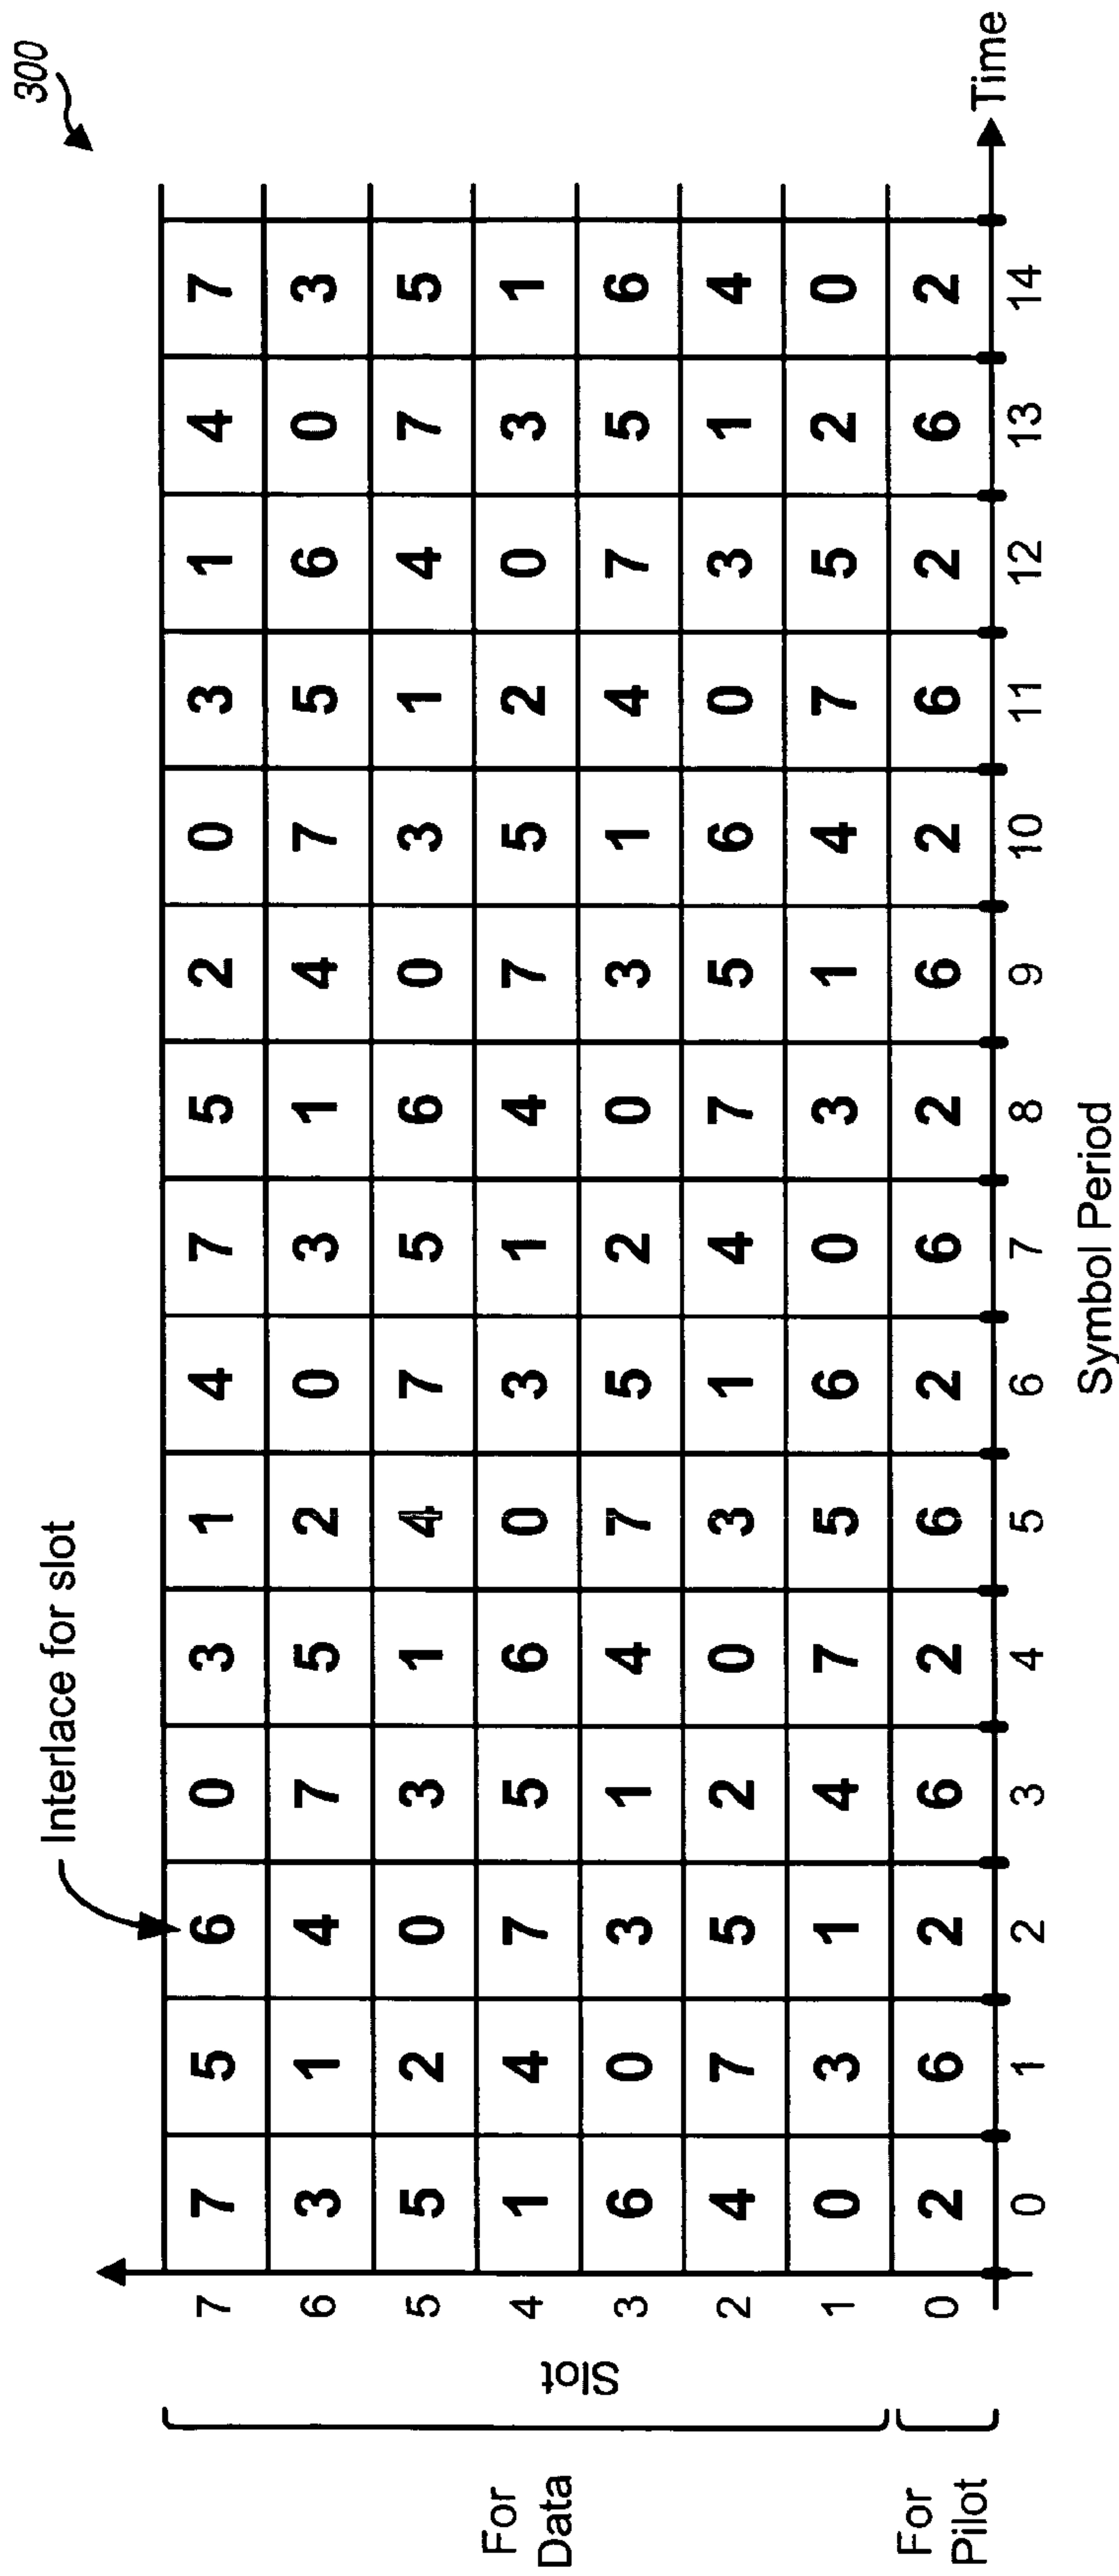 300
Interlace for slot
7 7 5 6 0 3 1 4 7 5 2 0 3 1 4 7
6 3 1 4 7 5 2 0 3 1 4 7 5 6 0 3
5 5 2 0 3 1 4 7 5 6 0 3 1 4 7 5
4 1 4 7 5 6 0 3 1 4 7 5 2 0 3 1
3 6 0 3 1 4 7 5 2 0 3 1 4 7 5 6
2 4 7 5 2 0 3 1 4 7 5 6 0 3 1 4
1 0 3 1 4 7 5 6 0 3 1 4 7 5 2 0
0 2 6 2 6 2 6 2 6 2 6 2 6 2 6 2
0 1 2 3 4 5 6 7 8 9 10 11 12 13 14
Time
Symbol Period
Slot
For
Data
For
Pilot